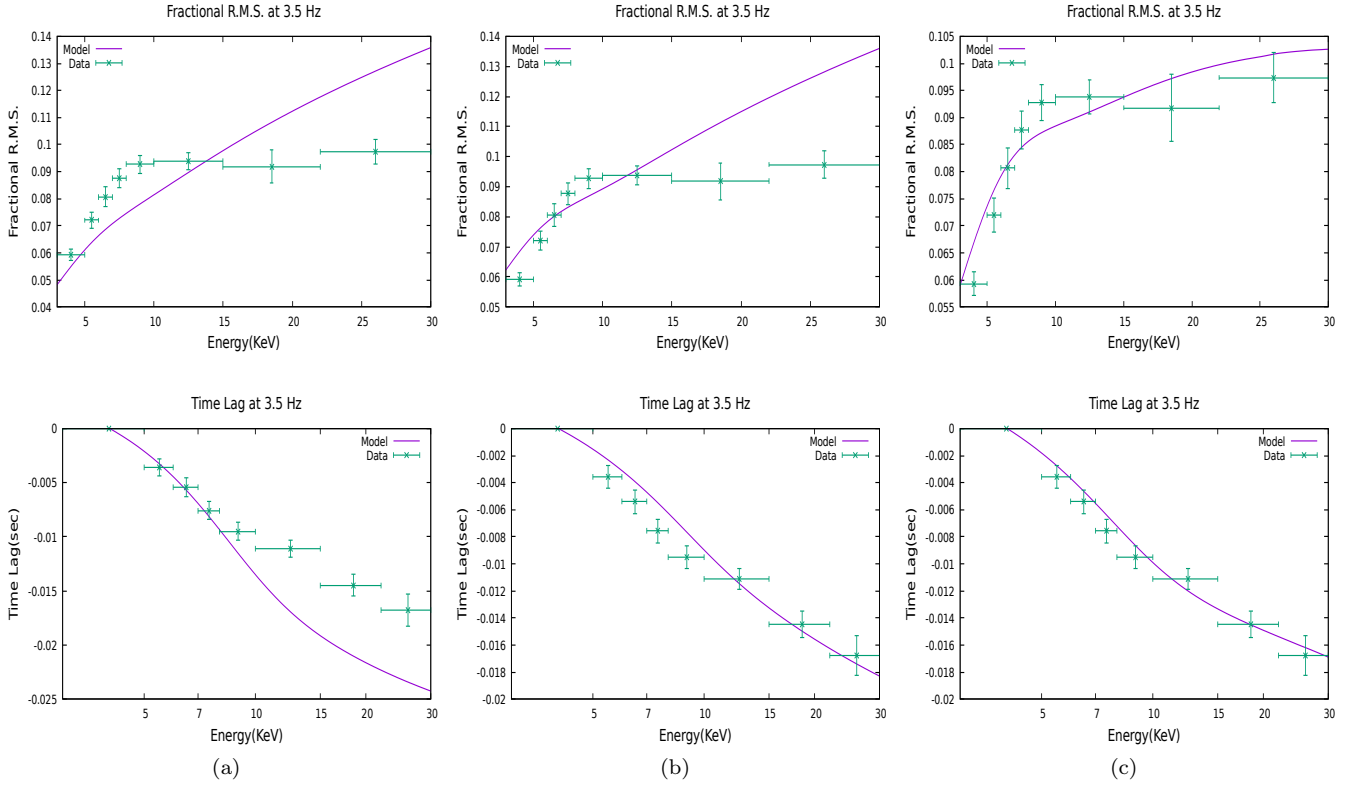 Fractional R.M.S. at 3.5 Hz
Fractional R.M.S.
0.14
0.13
0.12
0.11
0.1
0.09
0.08
0.07
0.06
0.05
0.04
Model
Data
5
10
15
20
25
30
Energy(KeV)
Fractional R.M.S. at 3.5 Hz
Fractional R.M.S.
0.14
0.13
0.12
0.11
0.1
0.09
0.08
0.07
0.06
0.05
Model
Data
5
10
15
20
25
30
Energy(KeV)
Fractional R.M.S. at 3.5 Hz
Fractional R.M.S.
0.105
0.1
0.095
0.09
0.085
0.08
0.075
0.07
0.065
0.06
0.055
Model
Data
5
10
15
20
25
30
Energy(KeV)
Time Lag at 3.5 Hz
Time Lag(sec)
0
-0.005
-0.01
-0.015
-0.02
-0.025
Model
Data
5
7
10
15
20
30
Energy(KeV)
(a)
Time Lag at 3.5 Hz
Time Lag(sec)
0
-0.002
-0.004
-0.006
-0.008
-0.01
-0.012
-0.014
-0.016
-0.018
-0.02
Model
Data
5
7
10
15
20
30
Energy(KeV)
(b)
Time Lag at 3.5 Hz
Time Lag(sec)
0
-0.002
-0.004
-0.006
-0.008
-0.01
-0.012
-0.014
-0.016
-0.018
-0.02
Model
Data
5
7
10
15
20
30
Energy(KeV)
(c)